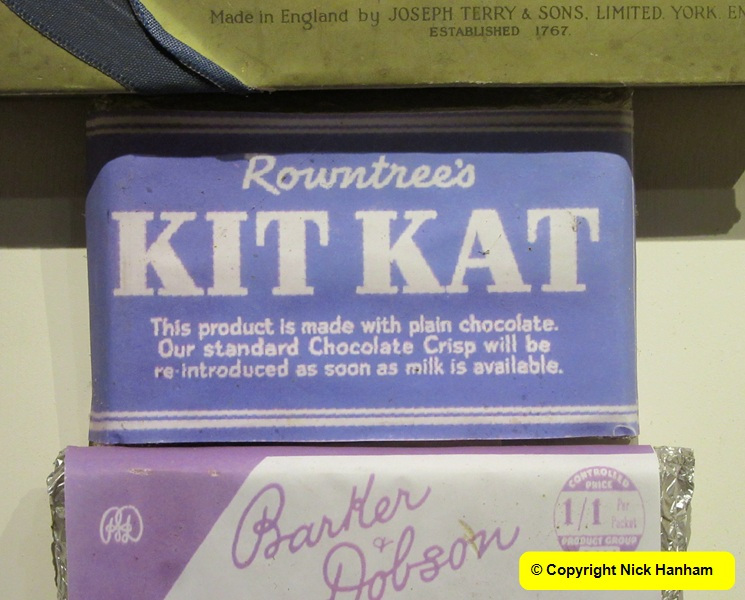 Made in England by JOSEPH TERRY & SONS, LIMITED, YORK, EN
ESTABLISHED 1767.
Rowntree's
KIT KAT
This product is made with plain chocolate.
Our standard Chocolate Crisp will be
re-introduced as soon as milk is available.
Barker
&
Dobson
CONTROLLED
PRICE
1/1 Per
Packet
PRODUCT GROUP
© Copyright Nick Hanham